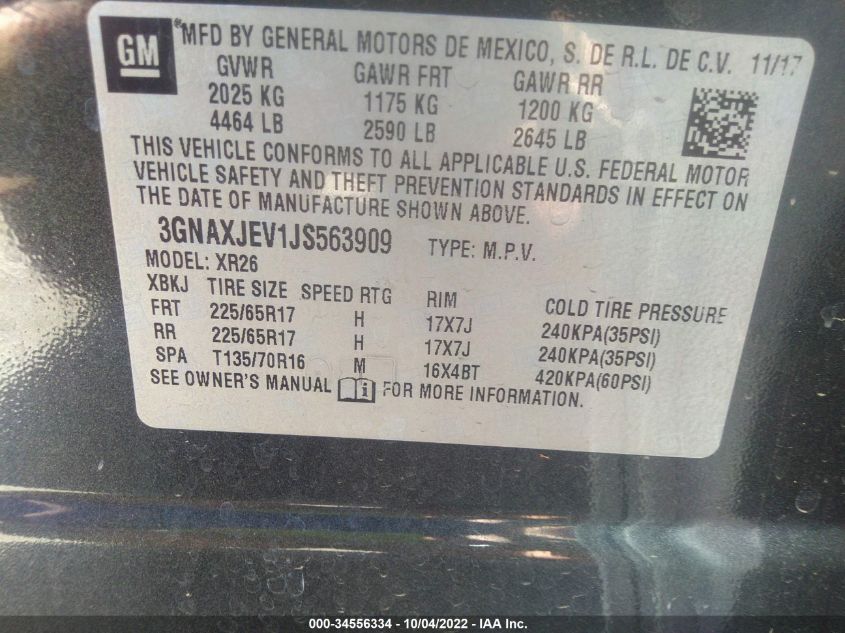 GM ®MFD BY GENERAL MOTORS DE MEXICO, S. DE R.L. DE C.V. 11/17
GVWR GAWR FRT GAWR RR
2025 KG 1175 KG 1200 KG
4464 LB 2590 LB 2645 LB
THIS VEHICLE CONFORMS TO ALL APPLICABLE U.S. FEDERAL MOTOR
VEHICLE SAFETY AND THEFT PREVENTION STANDARDS IN EFFECT ON
THE DATE OF MANUFACTURE SHOWN ABOVE.
3GNAXJEV1JS563909 TYPE: M.P.V.
MODEL: XR26
XBKJ TIRE SIZE SPEED RTG RIM COLD TIRE PRESSURE
FRT 225/65R17 H 17X7J 240KPA(35PSI)
RR 225/65R17 H 17X7J 240KPA(35PSI)
SPA T135/70R16 M 16X4BT 420KPA(60PSI)
SEE OWNER'S MANUAL FOR MORE INFORMATION.
000-34556334 - 10/04/2022 - IAA Inc.